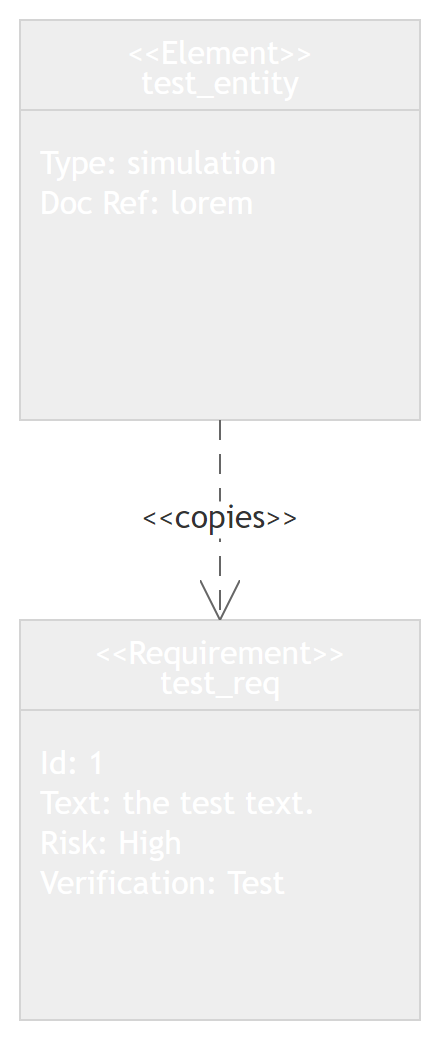 <<Element>>
test_entity
Type: simulation
Doc Ref: lorem
<<copies>>
<<Requirement>>
test_req
Id: 1
Text: the test text.
Risk: High
Verification: Test